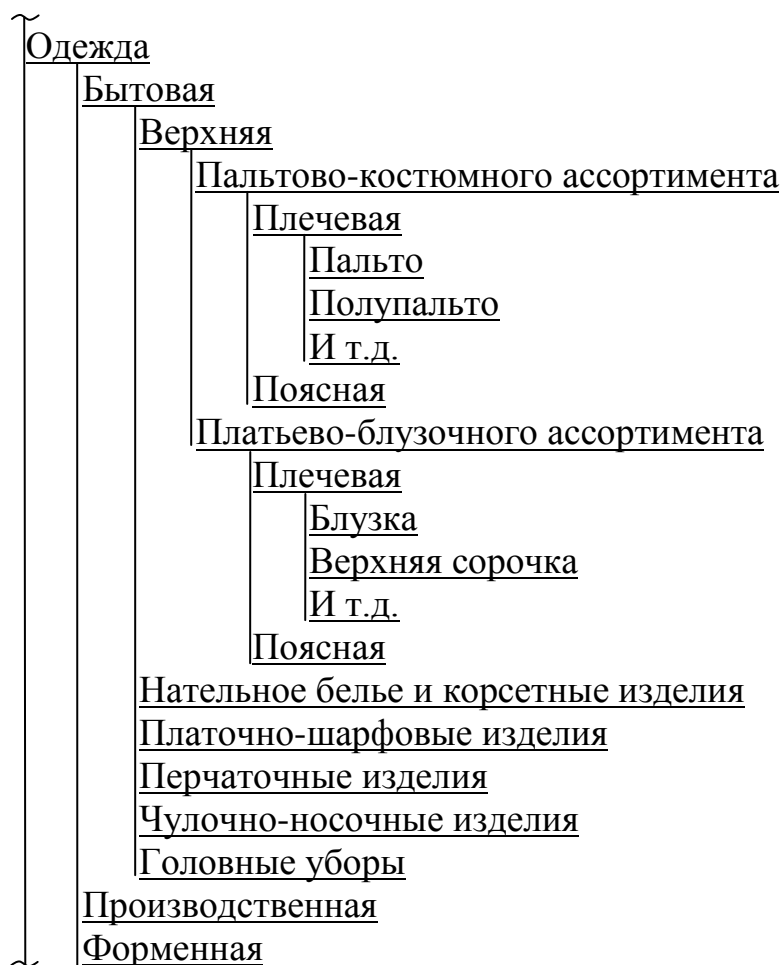 Одежда
Бытовая
Верхняя
Пальтово-костюмного ассортимента
Плечевая
Пальто
Полупальто
И т.д.
Поясная
Платьево-блузочного ассортимента
Плечевая
Блузка
Верхняя сорочка
И т.д.
Поясная
Нательное белье и корсетные изделия
Платочно-шарфовые изделия
Перчаточные изделия
Чулочно-носочные изделия
Головные уборы
Производственная
Форменная